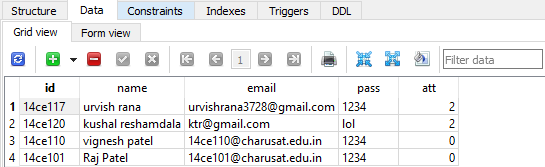 Structure Data Constraints Indexes Triggers DDL
Grid view Form view
1 Filter data
id name email pass att
1 14ce117 urvish rana urvishrana3728@gmail.com 1234 2
2 14ce120 kushal reshamdala ktr@gmail.com lol 2
3 14ce110 vignesh patel 14ce110@charusat.edu.in 1234 0
4 14ce101 Raj Patel 14ce101@charusat.edu.in 1234 0